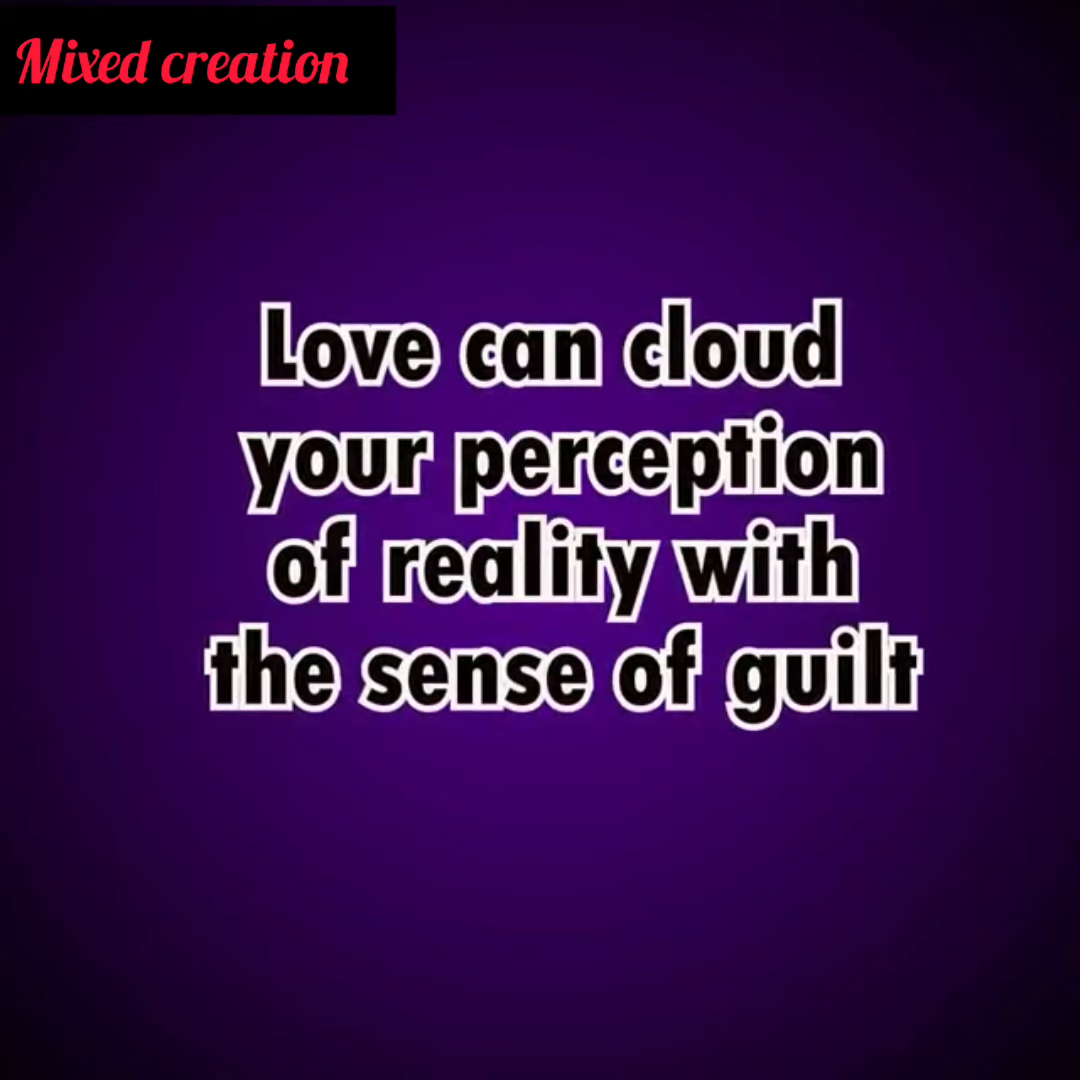 Mixed creation
Love can cloud
your perception
of reality with
the sense of guilt